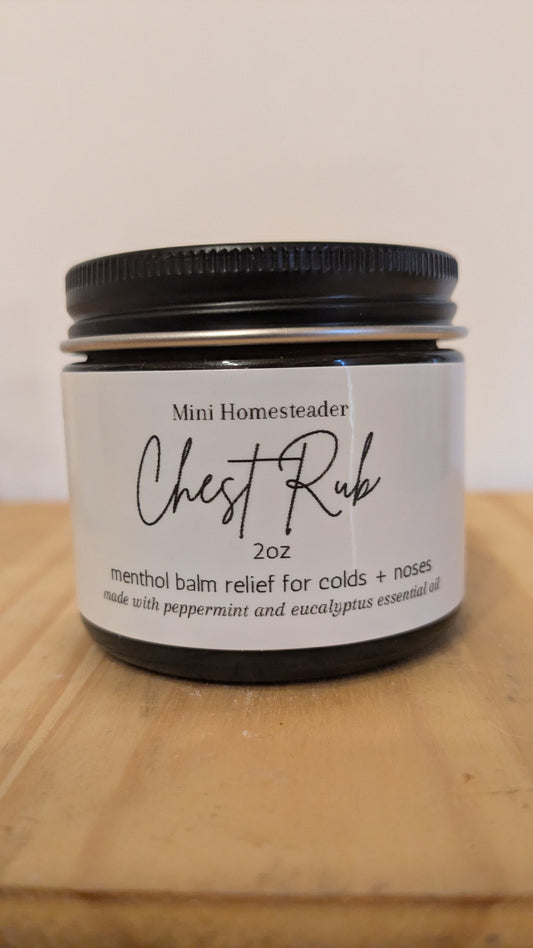 Mini Homesteader
Chest Rub
2oz
menthol balm relief for colds + noses
made with peppermint and eucalyptus essential oil